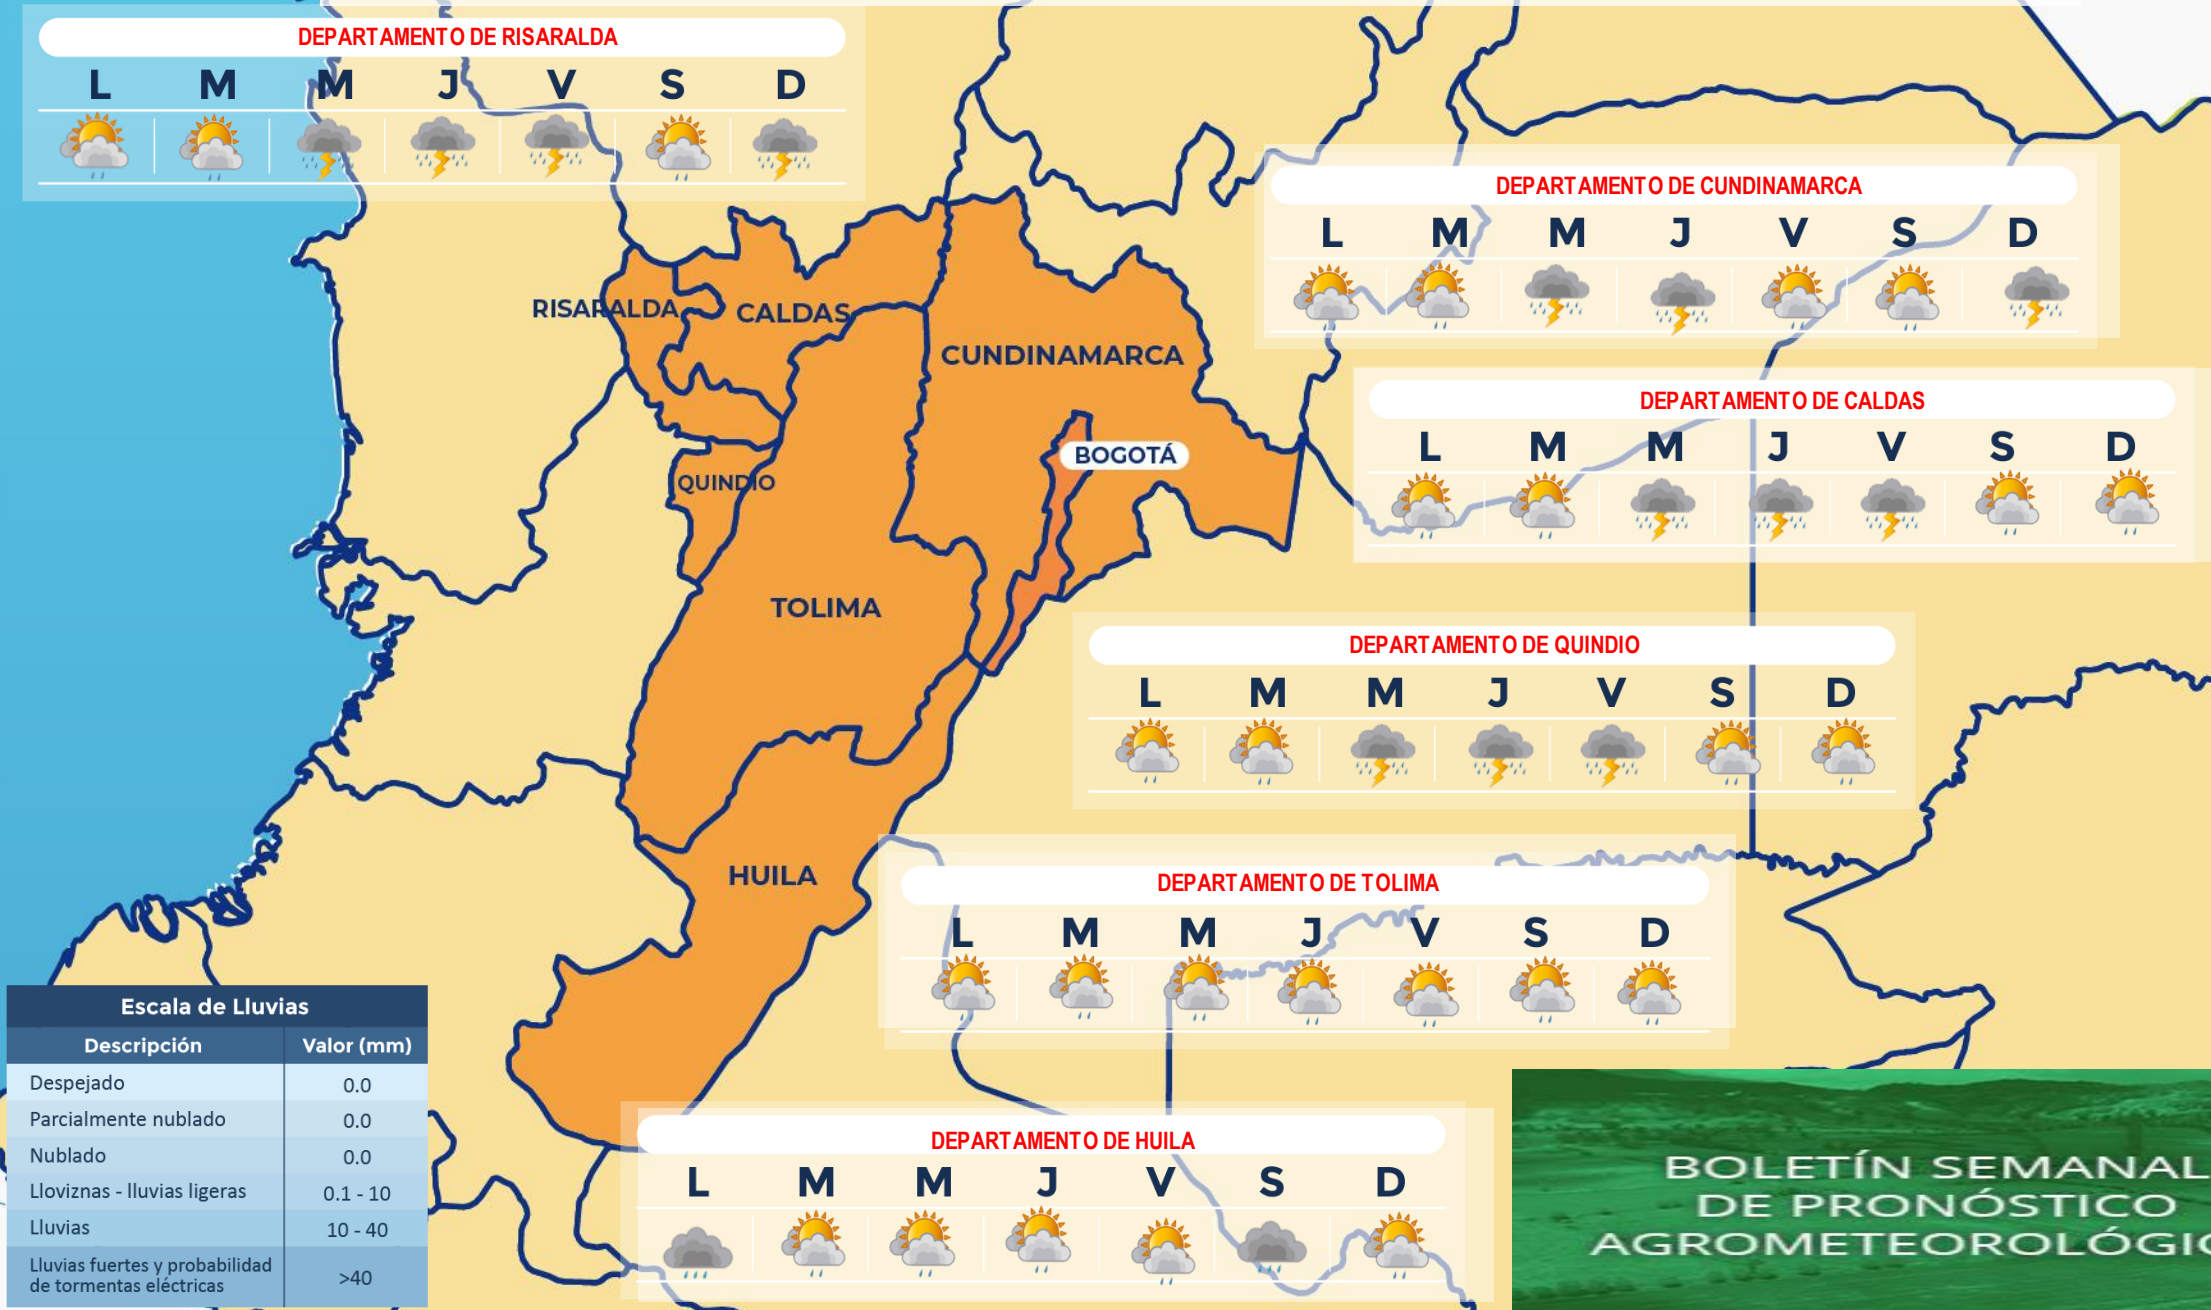 DEPARTAMENTO DE RISARALDA
L M M J V S D
DEPARTAMENTO DE CUNDINAMARCA
L M M J V S D
RISARALDA
CALDAS
CUNDINAMARCA
DEPARTAMENTO DE CALDAS
L M M J V S D
BOGOTÁ
QUINDIO
TOLIMA
DEPARTAMENTO DE QUINDIO
L M M J V S D
HUILA
DEPARTAMENTO DE TOLIMA
L M M J V S D
Escala de Lluvias
Descripción Valor (mm)
Despejado 0.0
Parcialmente nublado 0.0
Nublado 0.0
Lloviznas - lluvias ligeras 0.1 - 10
Lluvias 10 - 40
Lluvias fuertes y probabilidad
de tormentas eléctricas >40
DEPARTAMENTO DE HUILA
L M M J V S D
BOLETÍN SEMANAL
DE PRONÓSTICO
AGROMETEOROLÓGIC